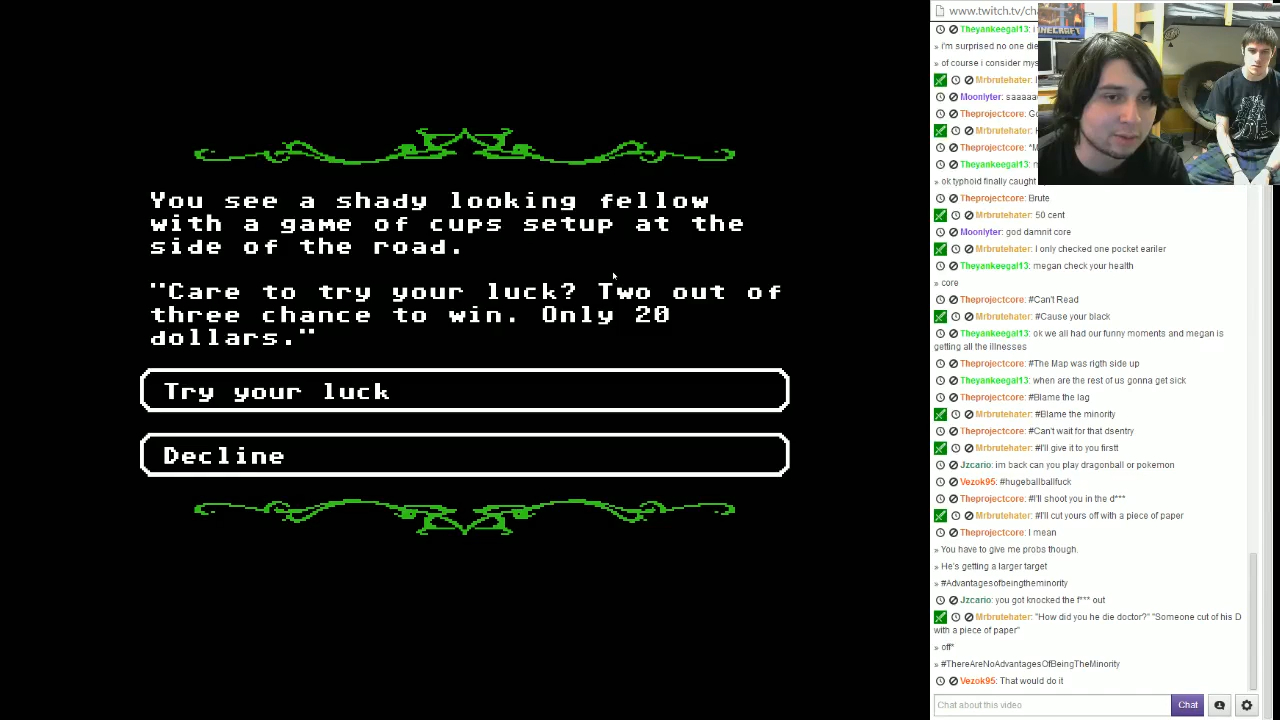 You see a shady looking fellow
with a game of cups setup at the
side of the road.
"Care to try your luck? Two out of
three chance to win. Only 20
dollars."
Try your luck
Decline
www.twitch.tv/ch
MINECRAFT
Theyankeegal13:
» i'm surprised no one die
» of course i consider mys
Mrbrutehater:
Moonlyter: saaaaa
Theprojectcore:
Mrbrutehater:
Theprojectcore:
Theyankeegal13:
» ok typhoid finally caught
Theprojectcore: Brute
Mrbrutehater: 50 cent
Moonlyter: god damnit core
Mrbrutehater: I only checked one pocket eariler
Theyankeegal13: megan check your health
» core
Theprojectcore: #Can't Read
Mrbrutehater: #Cause your black
Theyankeegal13: ok we all had our funny moments and megan is
getting all the illnesses
Theprojectcore: #The Map was rigth side up
Theyankeegal13: when are the rest of us gonna get sick
Theprojectcore: #Blame the lag
Mrbrutehater: #Blame the minority
Theprojectcore: #Can't wait for that dsentry
Mrbrutehater: #I'll give it to you firstt
Jzcario: im back can you play dragonball or pokemon
Vezok95: #hugeballballfuck
Theprojectcore: #I'll shoot you in the d***
Mrbrutehater: #I'll cut yours off with a piece of paper
Theprojectcore: I mean
» You have to give me probs though.
» He's getting a larger target
» #Advantagesofbeingtheminority
Jzcario: you got knocked the f*** out
Mrbrutehater: "How did you he die doctor?" "Someone cut of his D
with a piece of paper"
» off*
» #ThereAreNoAdvantagesOfBeingTheMinority
Vezok95: That would do it
Chat about this video
Chat